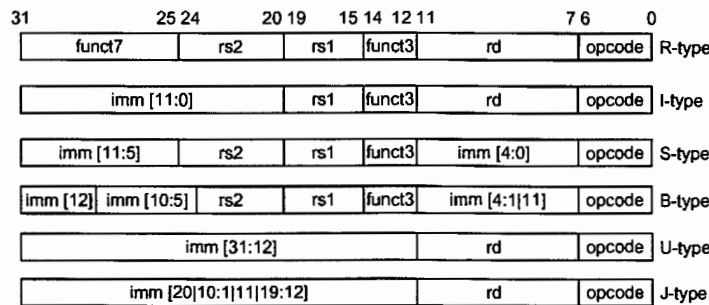 31 25 24 20 19 15 14 12 11 7 6 0
funct7 rs2 rs1 funct3 rd opcode R-type
imm [11:0] rs1 funct3 rd opcode I-type
imm [11:5] rs2 rs1 funct3 imm [4:0] opcode S-type
imm [12] imm [10:5] rs2 rs1 funct3 imm [4:1|11] opcode B-type
imm [31:12] rd opcode U-type
imm [20|10:1|11|19:12] rd opcode J-type